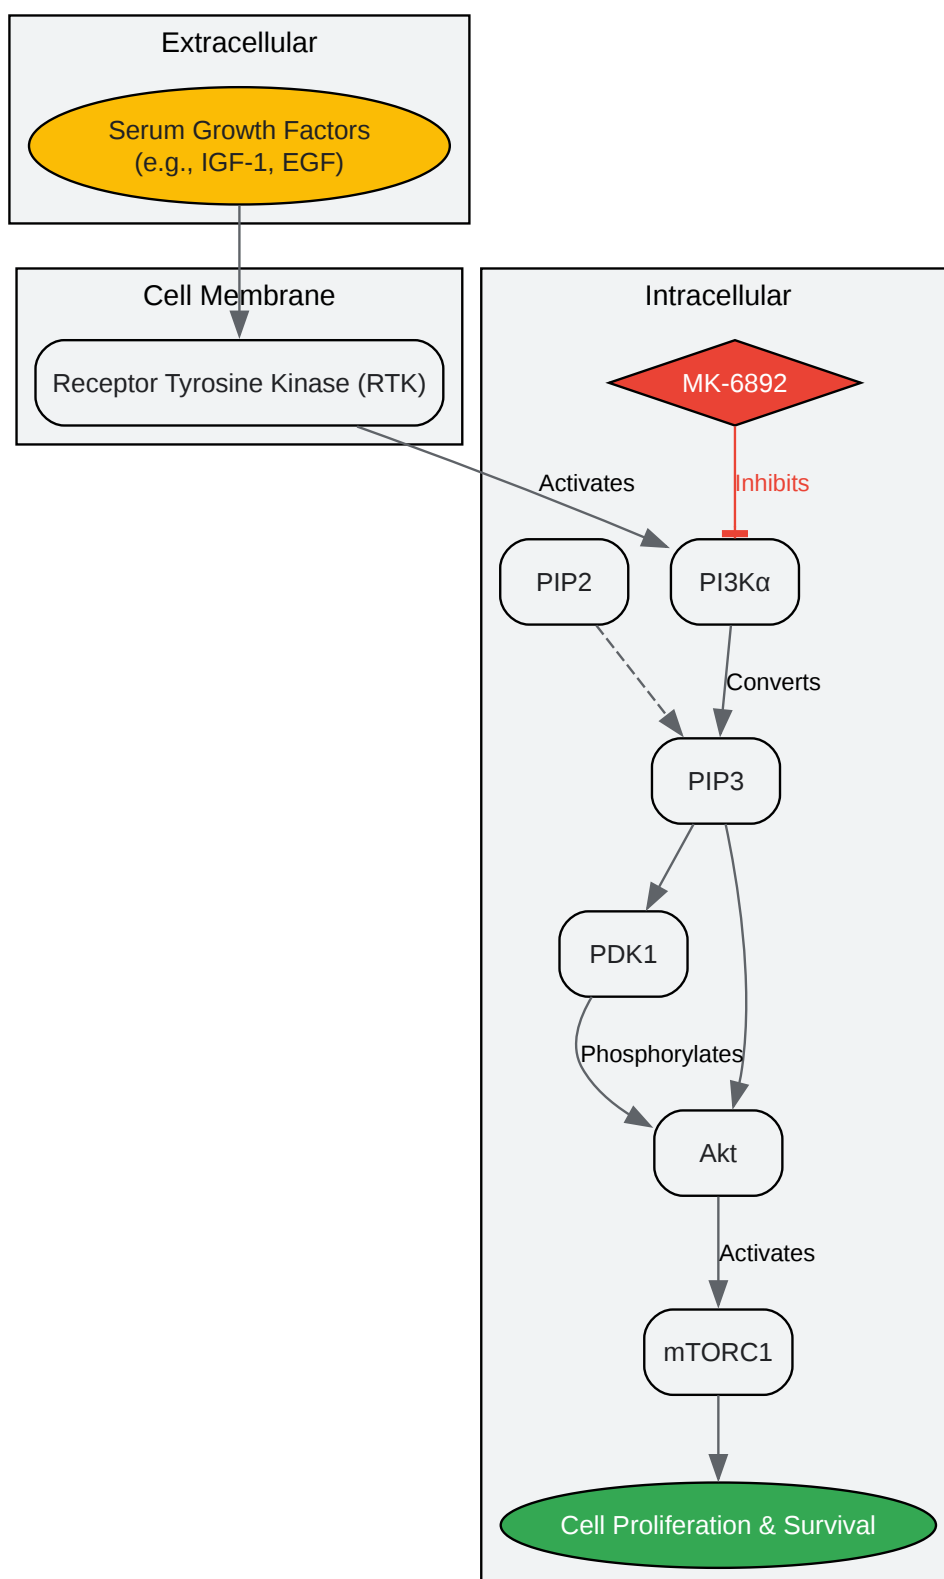 Extracellular
Serum Growth Factors
(e.g., IGF-1, EGF)
Cell Membrane
Receptor Tyrosine Kinase (RTK)
Intracellular
MK-6892
Activates
Inhibits
PIP2
PI3Kα
Converts
PIP3
PDK1
Phosphorylates
Akt
Activates
mTORC1
Cell Proliferation & Survival